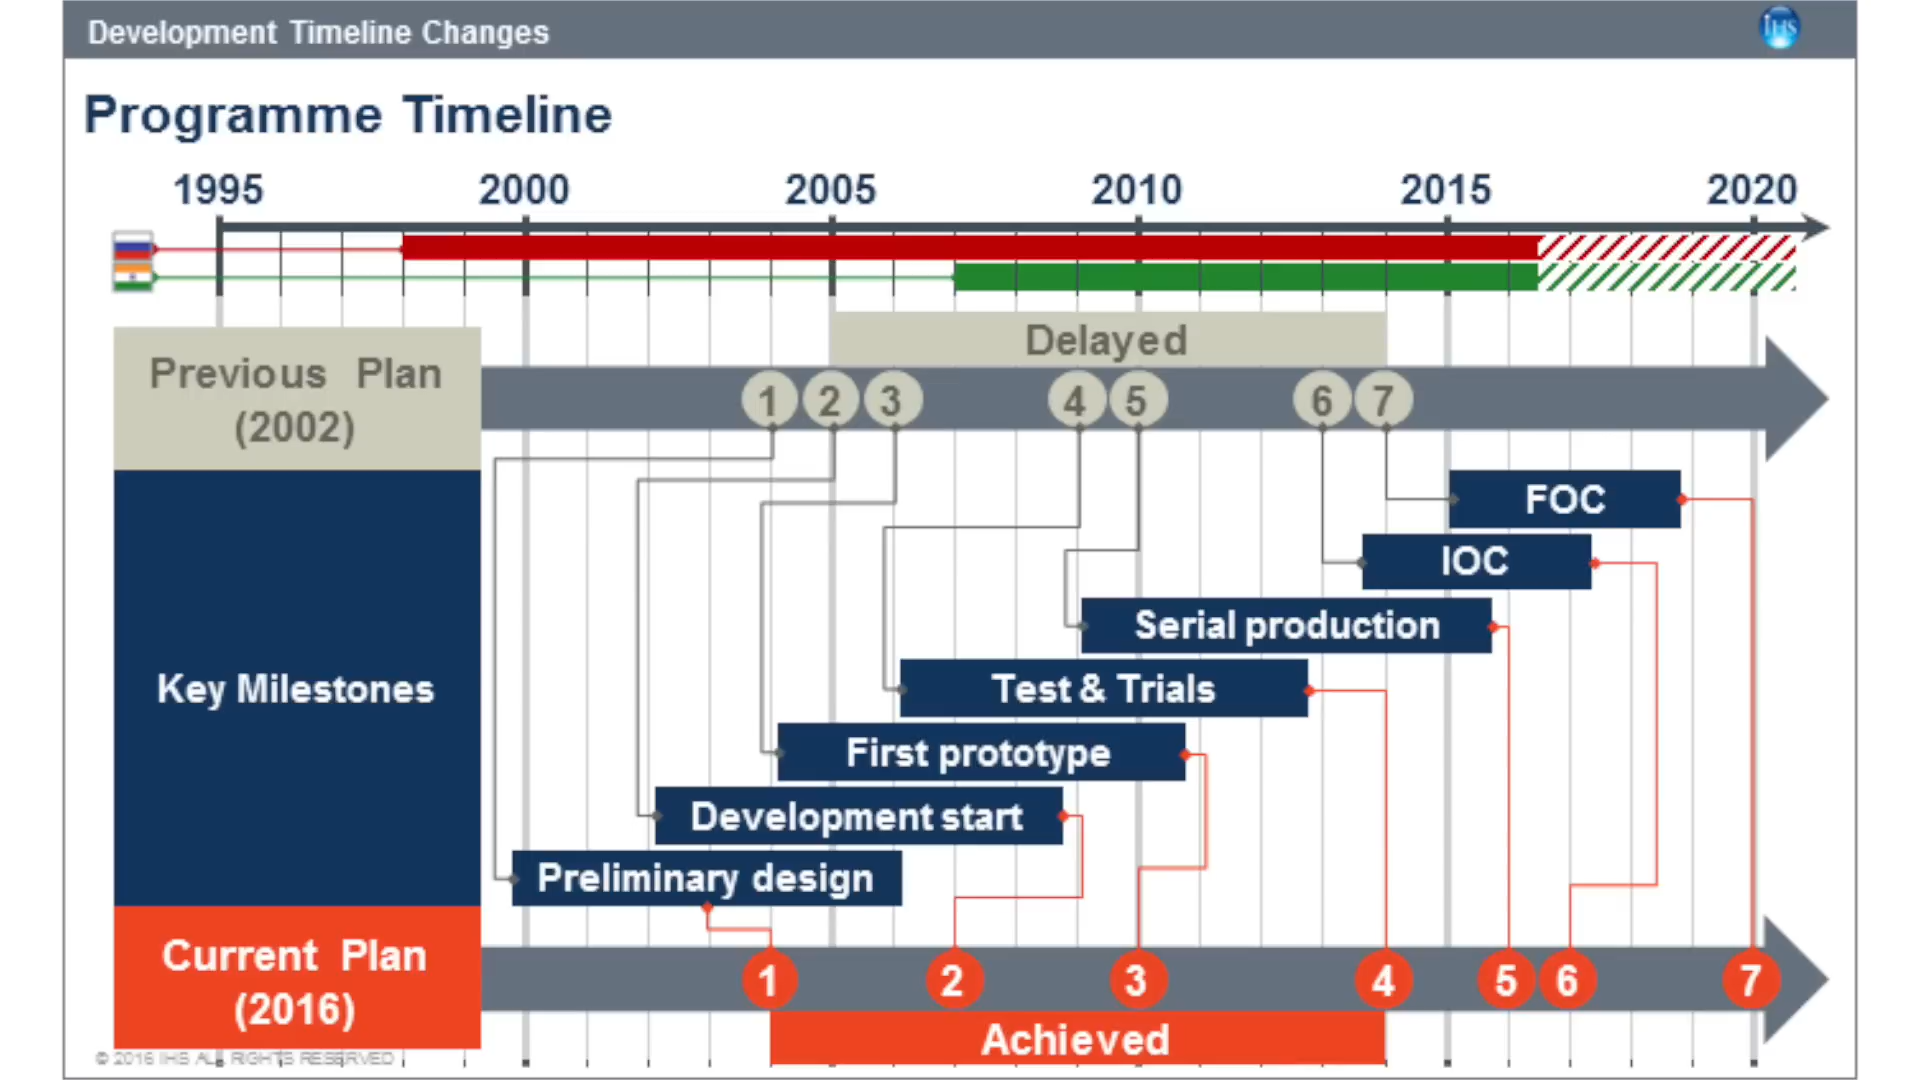 Development Timeline Changes
iHS
Programme Timeline
1995 2000 2005 2010 2015 2020
Delayed
Previous Plan
(2002)
1 2 3 4 5 6 7
FOC
IOC
Serial production
Key Milestones
Test & Trials
First prototype
Development start
Preliminary design
Current Plan
(2016)
1 2 3 4 5 6 7
Achieved
© 2016 IHS ALL RIGHTS RESERVED